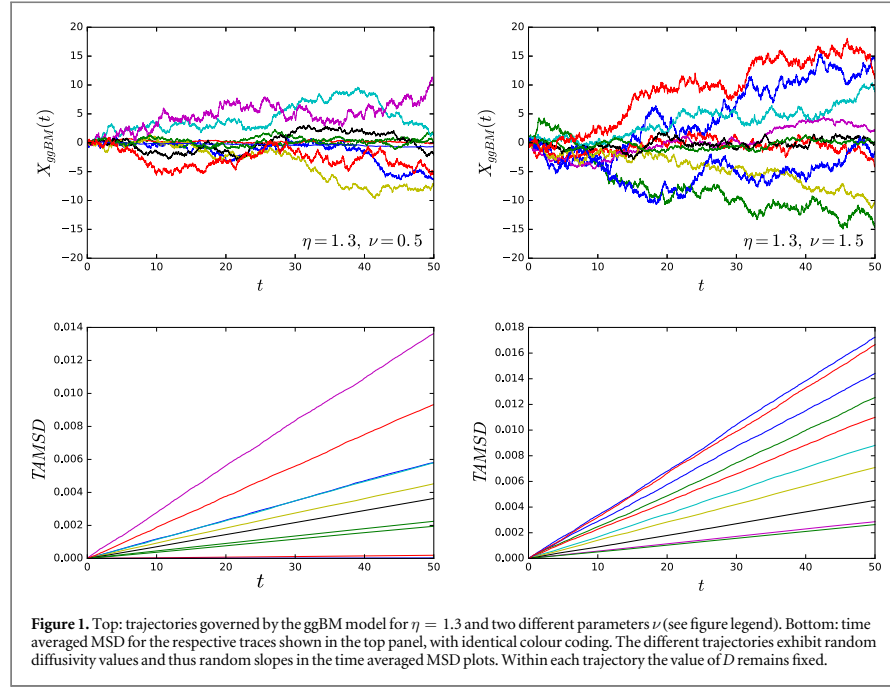 20
15
10
5
0
−5
−10
−15
−20
X_ggBM(t)
η=1.3, ν=0.5
0 10 20 30 40 50
t
20
15
10
5
0
−5
−10
−15
−20
X_ggBM(t)
η=1.3, ν=1.5
0 10 20 30 40 50
t
0.014
0.012
0.010
0.008
0.006
0.004
0.002
0.000
TAMSD
0 10 20 30 40 50
t
0.018
0.016
0.014
0.012
0.010
0.008
0.006
0.004
0.002
0.000
TAMSD
0 10 20 30 40 50
t
Figure 1. Top: trajectories governed by the ggBM model for η = 1.3 and two different parameters ν (see figure legend). Bottom: time
averaged MSD for the respective traces shown in the top panel, with identical colour coding. The different trajectories exhibit random
diffusivity values and thus random slopes in the time averaged MSD plots. Within each trajectory the value of D remains fixed.